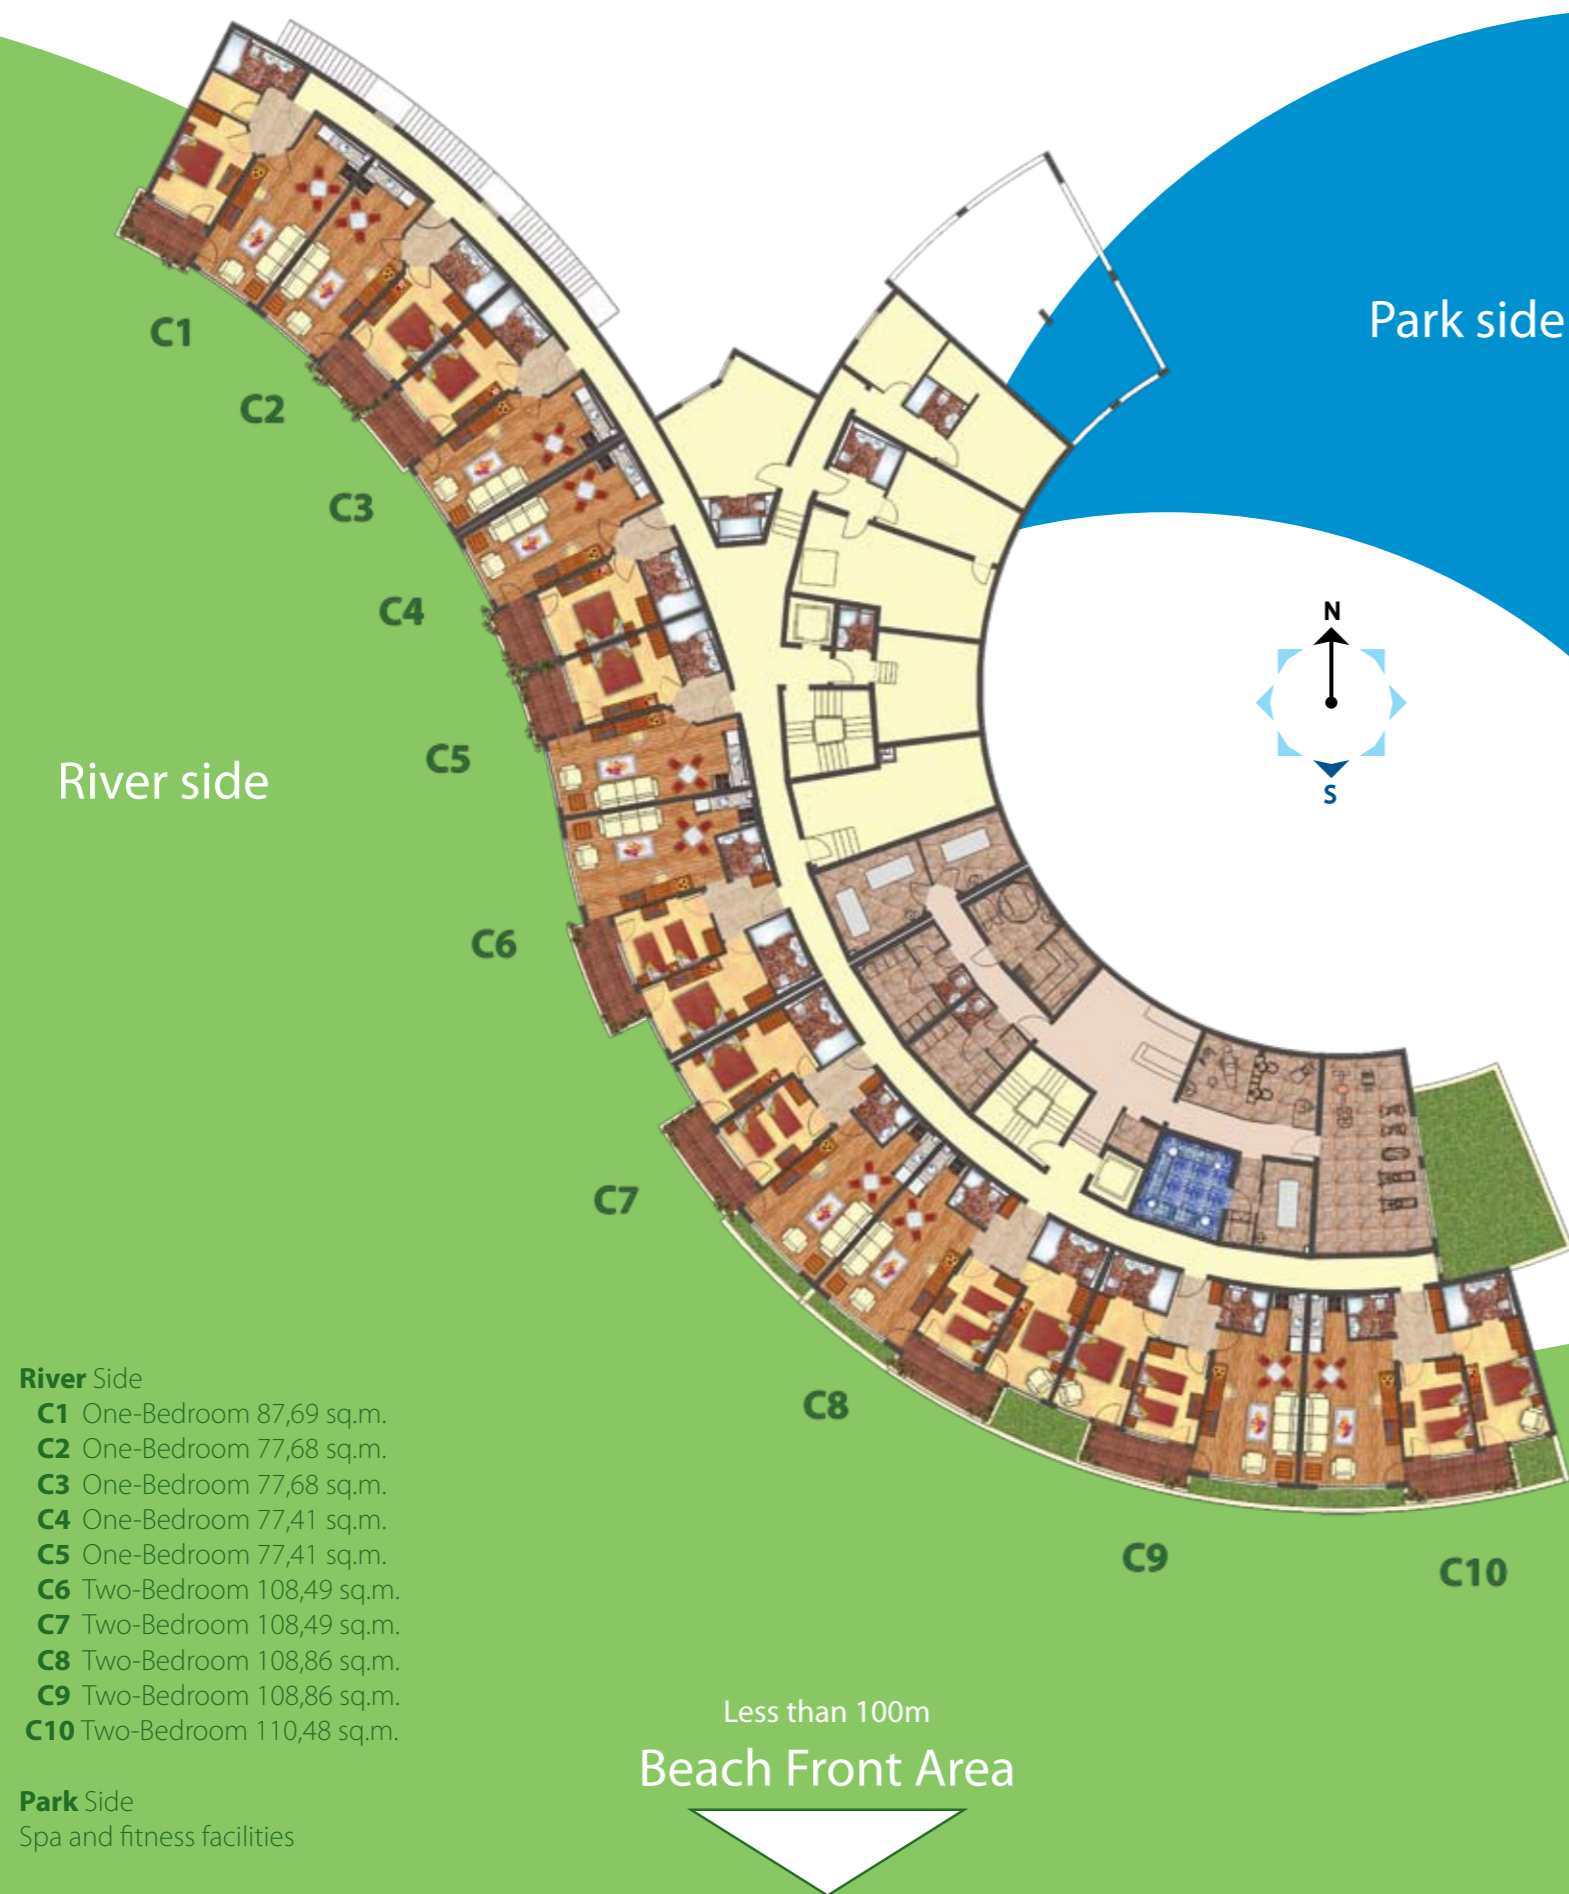 Park side
N
S
C1
C2
C3
C4
C5
River side
C6
C7
C8
C9
C10
River Side
C1 One-Bedroom 87,69 sq.m.
C2 One-Bedroom 77,68 sq.m.
C3 One-Bedroom 77,68 sq.m.
C4 One-Bedroom 77,41 sq.m.
C5 One-Bedroom 77,41 sq.m.
C6 Two-Bedroom 108,49 sq.m.
C7 Two-Bedroom 108,49 sq.m.
C8 Two-Bedroom 108,86 sq.m.
C9 Two-Bedroom 108,86 sq.m.
C10 Two-Bedroom 110,48 sq.m.
Park Side
Spa and fitness facilities
Less than 100m
Beach Front Area